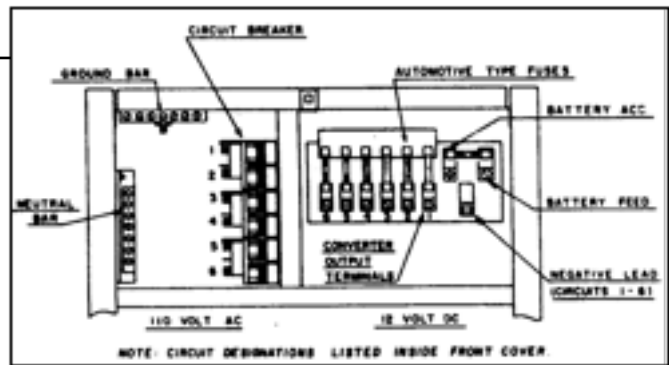 CIRCUIT BREAKER
GROUND BAR
AUTOMOTIVE TYPE FUSES
BATTERY ACC.
1
2
3
4
5
6
NEUTRAL
BAR
BATTERY FEED
CONVERTER
OUTPUT
TERMINALS
NEGATIVE LEAD
(CIRCUITS 1-6)
110 VOLT AC
12 VOLT DC
NOTE: CIRCUIT DESIGNATIONS LISTED INSIDE FRONT COVER.